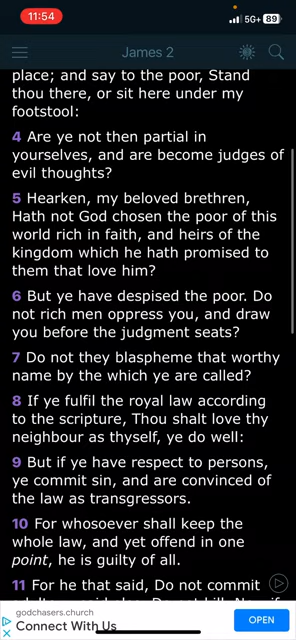 11:54
5G+ 89
James 2
place; and say to the poor, Stand
thou there, or sit here under my
footstool:
4 Are ye not then partial in
yourselves, and are become judges of
evil thoughts?
5 Hearken, my beloved brethren,
Hath not God chosen the poor of this
world rich in faith, and heirs of the
kingdom which he hath promised to
them that love him?
6 But ye have despised the poor. Do
not rich men oppress you, and draw
you before the judgment seats?
7 Do not they blaspheme that worthy
name by the which ye are called?
8 If ye fulfil the royal law according
to the scripture, Thou shalt love thy
neighbour as thyself, ye do well:
9 But if ye have respect to persons,
ye commit sin, and are convinced of
the law as transgressors.
10 For whosoever shall keep the
whole law, and yet offend in one
point, he is guilty of all.
11 For he that said, Do not commit
godchasers.church
Connect With Us
OPEN